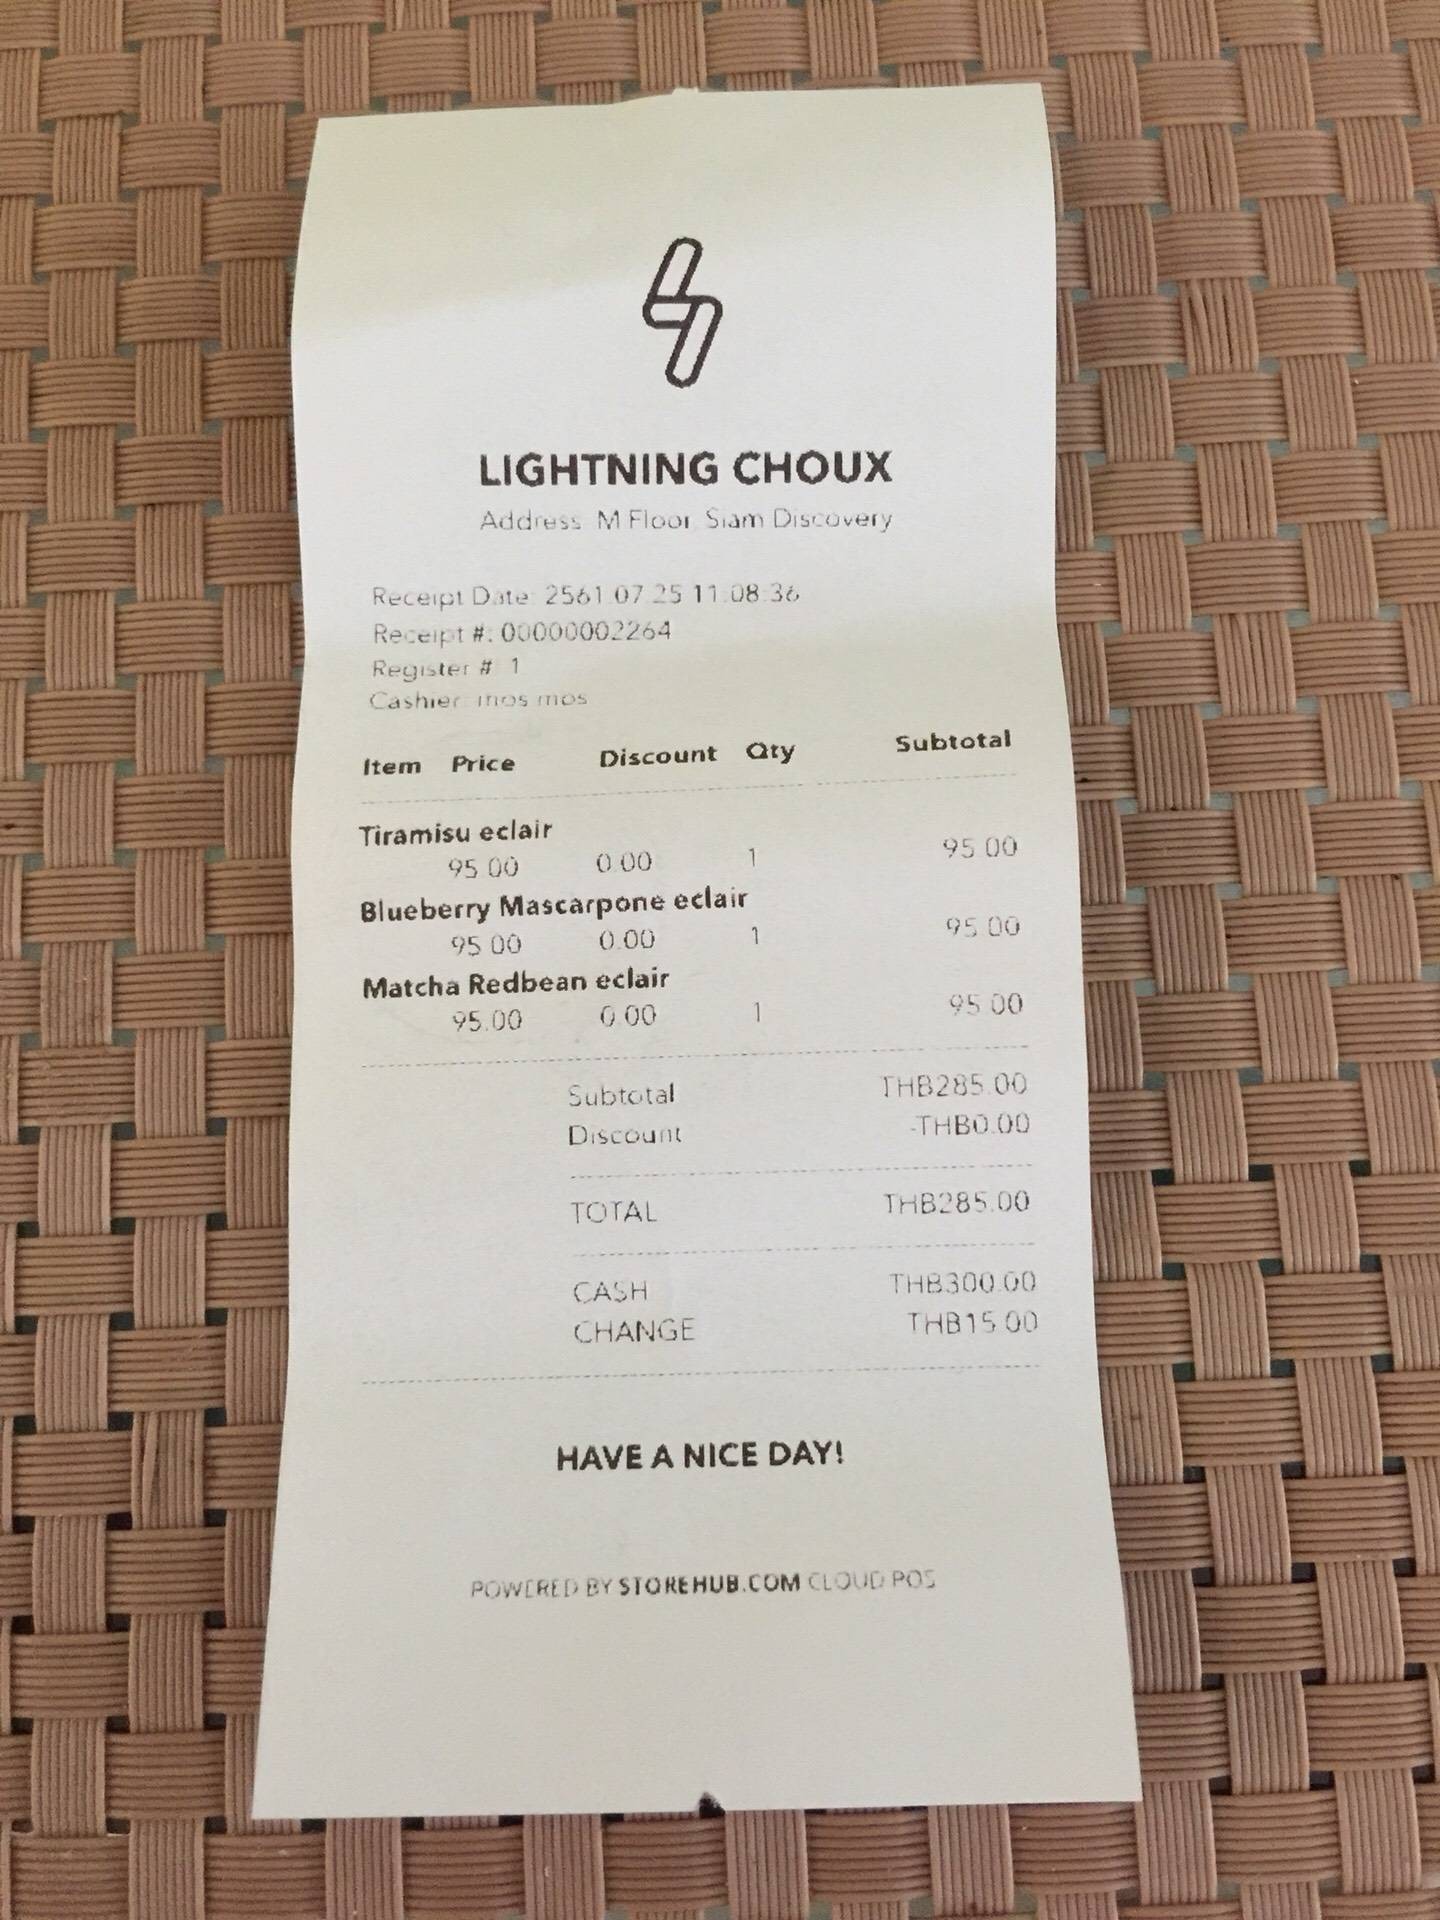 LIGHTNING CHOUX
Address: M Floor, Siam Discovery
Receipt Date: 2561.07.25 11:08:36
Receipt #: 00000002264
Register #: 1
Cashier: mos mos
Item Price Discount Qty Subtotal
Tiramisu eclair
95.00 0.00 1 95.00
Blueberry Mascarpone eclair
95.00 0.00 1 95.00
Matcha Redbean eclair
95.00 0.00 1 95.00
Subtotal THB285.00
Discount -THB0.00
TOTAL THB285.00
CASH THB300.00
CHANGE THB15.00
HAVE A NICE DAY!
POWERED BY STOREHUB.COM CLOUD POS